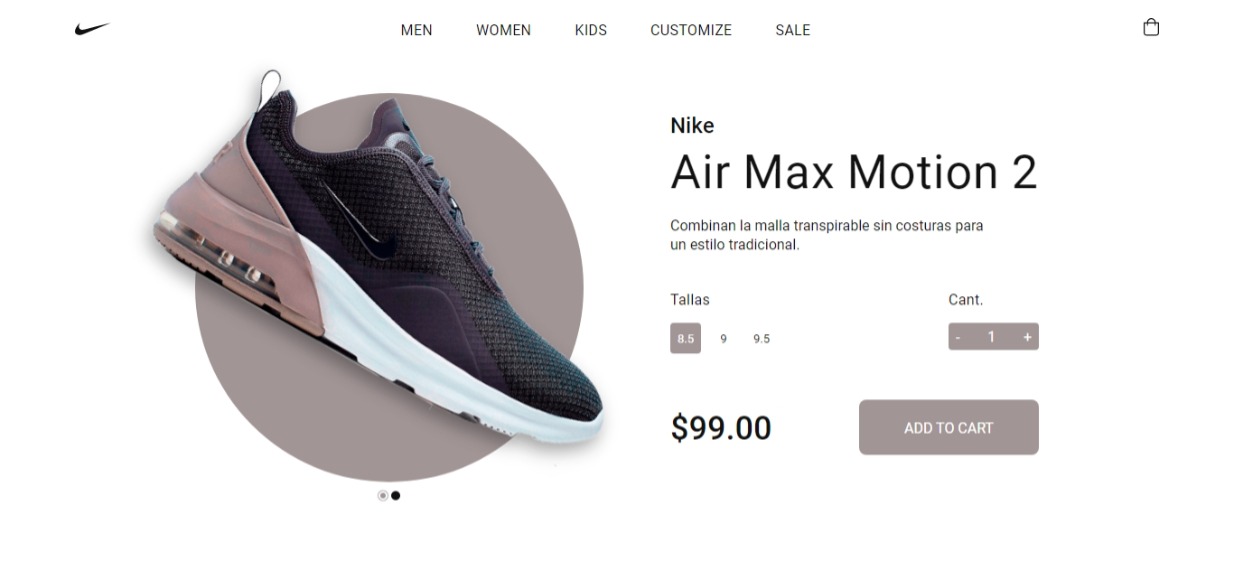 MEN WOMEN KIDS CUSTOMIZE SALE
Nike
Air Max Motion 2
Combinan la malla transpirable sin costuras para
un estilo tradicional.
Tallas Cant.
8.5 9 9.5 - 1 +
$99.00 ADD TO CART